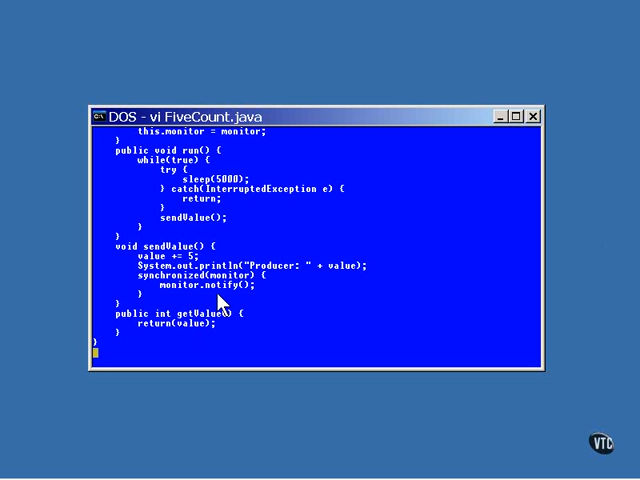 DOS - vi FiveCount.java
this.monitor = monitor;
}
public void run() {
while(true) {
try {
sleep(5000);
} catch(InterruptedException e) {
return;
}
sendValue();
}
}
void sendValue() {
value += 5;
System.out.println("Producer: " + value);
synchronized(monitor) {
monitor.notify();
}
}
public int getValue() {
return(value);
}
}
VTC